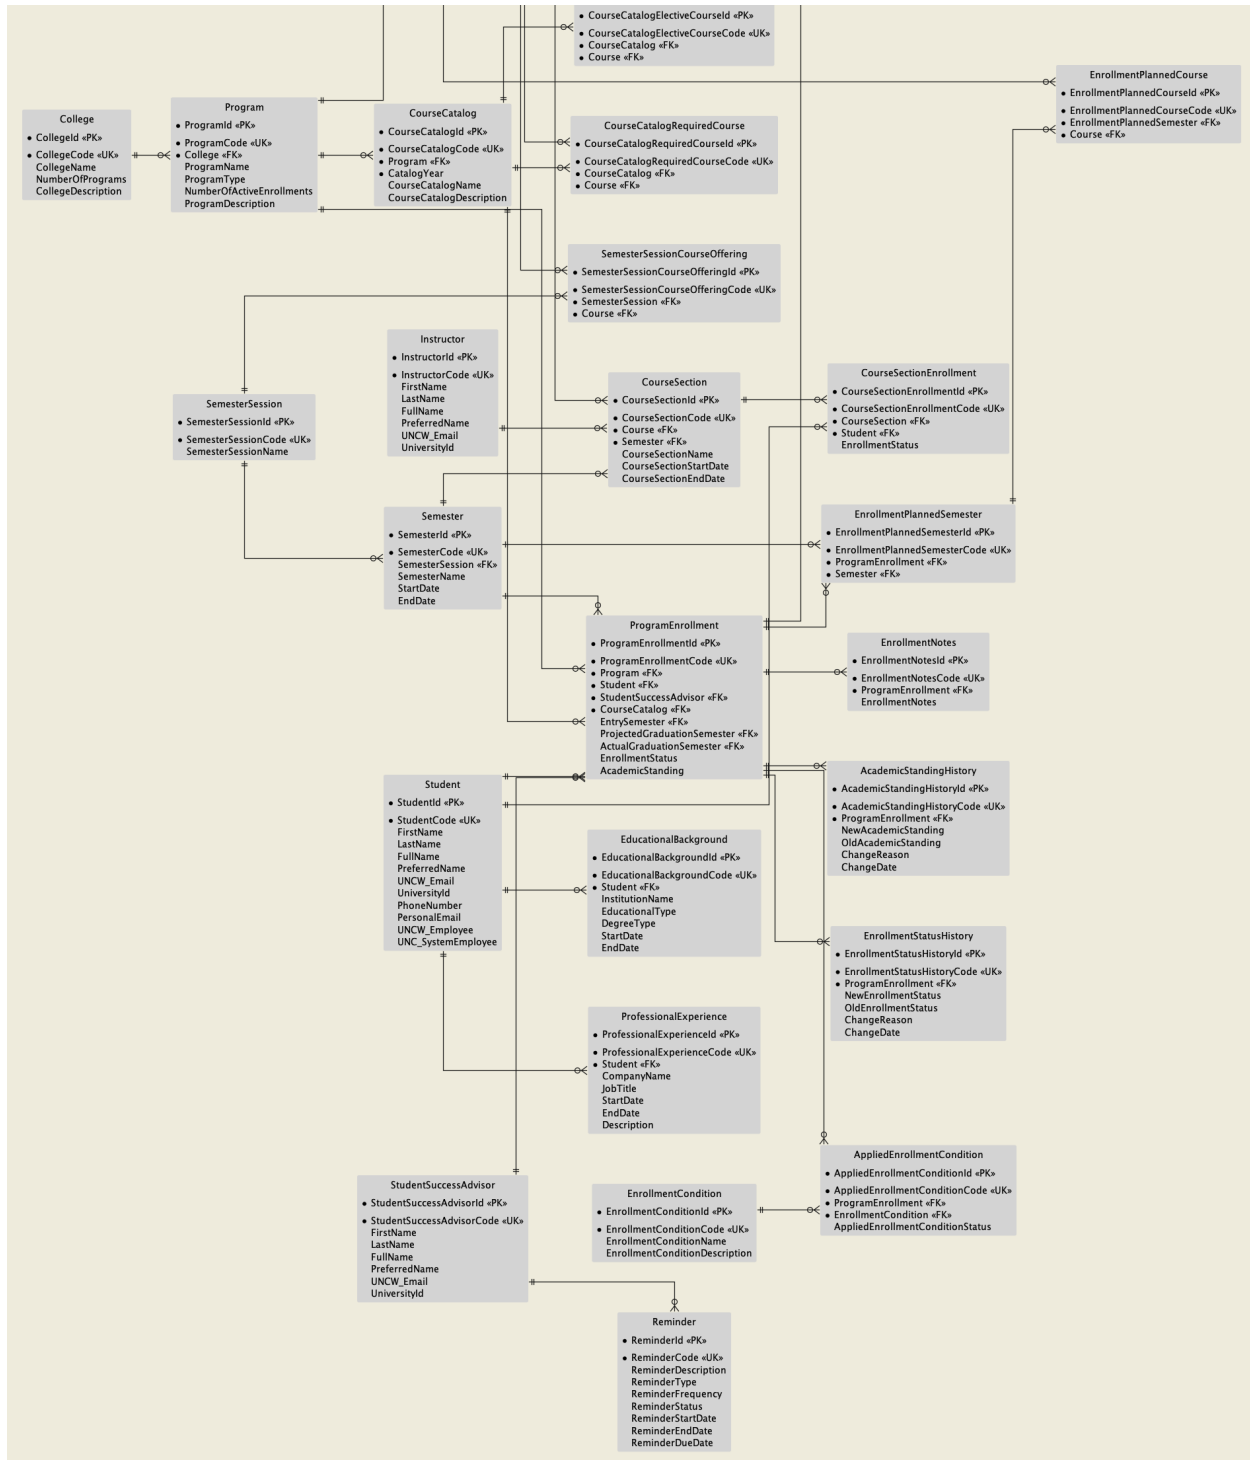 • CourseCatalogElectiveCourseId «PK»
• CourseCatalogElectiveCourseCode «UK»
• CourseCatalog «FK»
• Course «FK»
EnrollmentPlannedCourse
• EnrollmentPlannedCourseId «PK»
• EnrollmentPlannedCourseCode «UK»
• EnrollmentPlannedSemester «FK»
• Course «FK»
College
• CollegeId «PK»
• CollegeCode «UK»
CollegeName
NumberOfPrograms
CollegeDescription
Program
• ProgramId «PK»
• ProgramCode «UK»
• College «FK»
ProgramName
ProgramType
NumberOfActiveEnrollments
ProgramDescription
CourseCatalog
• CourseCatalogId «PK»
• CourseCatalogCode «UK»
• Program «FK»
• CatalogYear
CourseCatalogName
CourseCatalogDescription
CourseCatalogRequiredCourse
• CourseCatalogRequiredCourseId «PK»
• CourseCatalogRequiredCourseCode «UK»
• CourseCatalog «FK»
• Course «FK»
SemesterSessionCourseOffering
• SemesterSessionCourseOfferingId «PK»
• SemesterSessionCourseOfferingCode «UK»
• SemesterSession «FK»
• Course «FK»
Instructor
• InstructorId «PK»
• InstructorCode «UK»
FirstName
LastName
FullName
PreferredName
UNCW_Email
UniversityId
SemesterSession
• SemesterSessionId «PK»
• SemesterSessionCode «UK»
SemesterSessionName
CourseSection
• CourseSectionId «PK»
• CourseSectionCode «UK»
• Course «FK»
• Semester «FK»
CourseSectionName
CourseSectionStartDate
CourseSectionEndDate
CourseSectionEnrollment
• CourseSectionEnrollmentId «PK»
• CourseSectionEnrollmentCode «UK»
• CourseSection «FK»
• Student «FK»
EnrollmentStatus
Semester
• SemesterId «PK»
• SemesterCode «UK»
SemesterSession «FK»
SemesterName
StartDate
EndDate
EnrollmentPlannedSemester
• EnrollmentPlannedSemesterId «PK»
• EnrollmentPlannedSemesterCode «UK»
• ProgramEnrollment «FK»
• Semester «FK»
ProgramEnrollment
• ProgramEnrollmentId «PK»
• ProgramEnrollmentCode «UK»
• Program «FK»
• Student «FK»
• StudentSuccessAdvisor «FK»
• CourseCatalog «FK»
EntrySemester «FK»
ProjectedGraduationSemester «FK»
ActualGraduationSemester «FK»
EnrollmentStatus
AcademicStanding
EnrollmentNotes
• EnrollmentNotesId «PK»
• EnrollmentNotesCode «UK»
• ProgramEnrollment «FK»
EnrollmentNotes
AcademicStandingHistory
• AcademicStandingHistoryId «PK»
• AcademicStandingHistoryCode «UK»
• ProgramEnrollment «FK»
NewAcademicStanding
OldAcademicStanding
ChangeReason
ChangeDate
Student
• StudentId «PK»
• StudentCode «UK»
FirstName
LastName
FullName
PreferredName
UNCW_Email
UniversityId
PhoneNumber
PersonalEmail
UNCW_Employee
UNC_SystemEmployee
EducationalBackground
• EducationalBackgroundId «PK»
• EducationalBackgroundCode «UK»
• Student «FK»
InstitutionName
EducationalType
DegreeType
StartDate
EndDate
EnrollmentStatusHistory
• EnrollmentStatusHistoryId «PK»
• EnrollmentStatusHistoryCode «UK»
• ProgramEnrollment «FK»
NewEnrollmentStatus
OldEnrollmentStatus
ChangeReason
ChangeDate
ProfessionalExperience
• ProfessionalExperienceId «PK»
• ProfessionalExperienceCode «UK»
• Student «FK»
CompanyName
JobTitle
StartDate
EndDate
Description
AppliedEnrollmentCondition
• AppliedEnrollmentConditionId «PK»
• AppliedEnrollmentConditionCode «UK»
• ProgramEnrollment «FK»
• EnrollmentCondition «FK»
AppliedEnrollmentConditionStatus
StudentSuccessAdvisor
• StudentSuccessAdvisorId «PK»
• StudentSuccessAdvisorCode «UK»
FirstName
LastName
FullName
PreferredName
UNCW_Email
UniversityId
EnrollmentCondition
• EnrollmentConditionId «PK»
• EnrollmentConditionCode «UK»
EnrollmentConditionName
EnrollmentConditionDescription
Reminder
• ReminderId «PK»
• ReminderCode «UK»
ReminderDescription
ReminderType
ReminderFrequency
ReminderStatus
ReminderStartDate
ReminderEndDate
ReminderDueDate